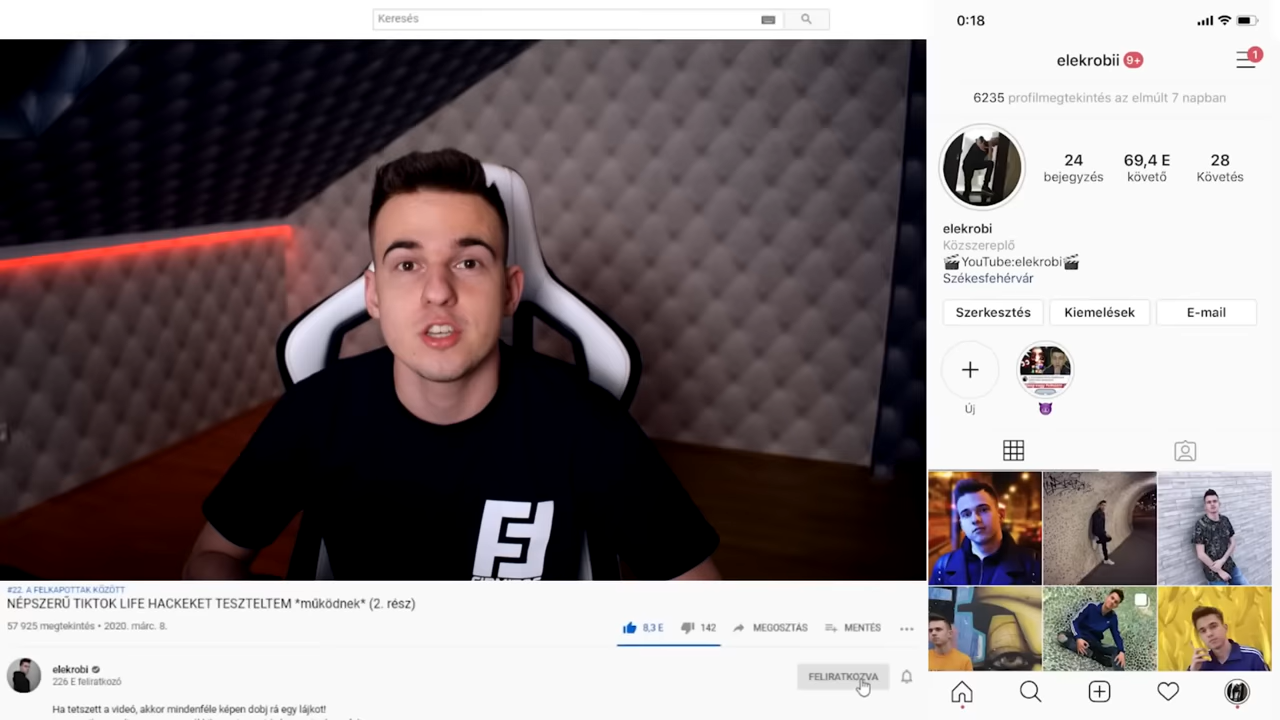 Keresés
#22. A FELKAPOTTAK KÖZÖTT
NÉPSZERŰ TIKTOK LIFE HACKEKET TESZTELTEM *működnek* (2. rész)
57 925 megtekintés • 2020. márc. 8.
8,3 E
142
MEGOSZTÁS
MENTÉS
elekrobi
226 E feliratkozó
FELIRATKOZVA
Ha tetszett a videó, akkor mindenféle képen dobj rá egy lájkot!
0:18
elekrobii 9+
1
6235 profilmegtekintés az elmúlt 7 napban
24 69,4 E 28
bejegyzés követő Követés
elekrobi
Közszereplő
YouTube:elekrobi
Székesfehérvár
Szerkesztés Kiemelések E-mail
Új